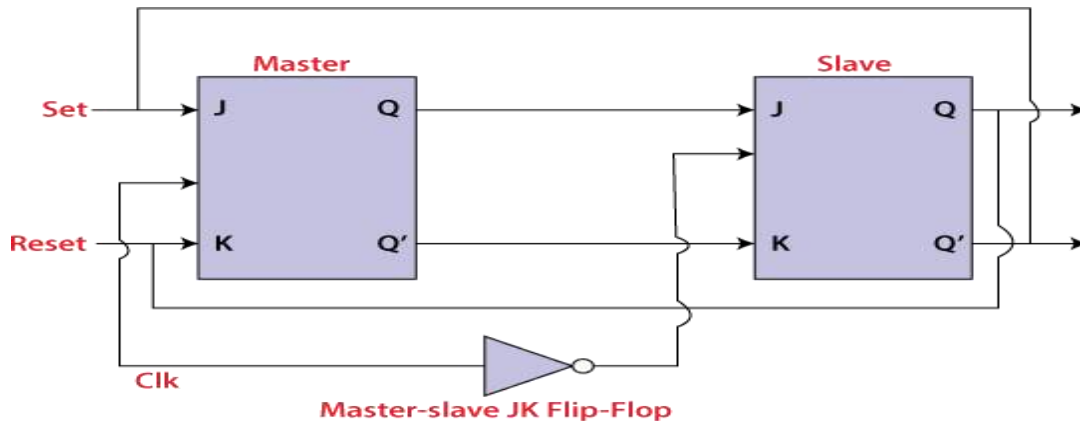 Master
Slave
Set
J
Q
J
Q
Reset
K
Q'
K
Q'
Clk
Master-slave JK Flip-Flop